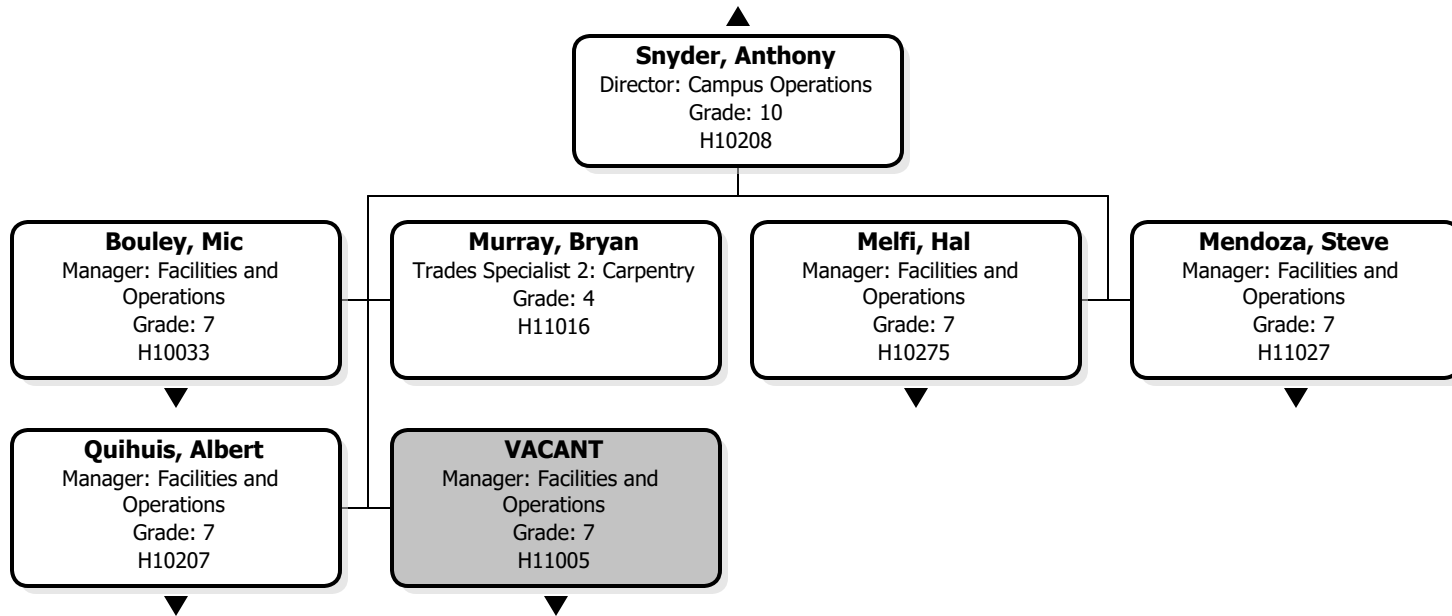 Snyder, Anthony
Director: Campus Operations
Grade: 10
H10208
Bouley, Mic
Manager: Facilities and
Operations
Grade: 7
H10033
Murray, Bryan
Trades Specialist 2: Carpentry
Grade: 4
H11016
Melfi, Hal
Manager: Facilities and
Operations
Grade: 7
H10275
Mendoza, Steve
Manager: Facilities and
Operations
Grade: 7
H11027
Quihuis, Albert
Manager: Facilities and
Operations
Grade: 7
H10207
VACANT
Manager: Facilities and
Operations
Grade: 7
H11005